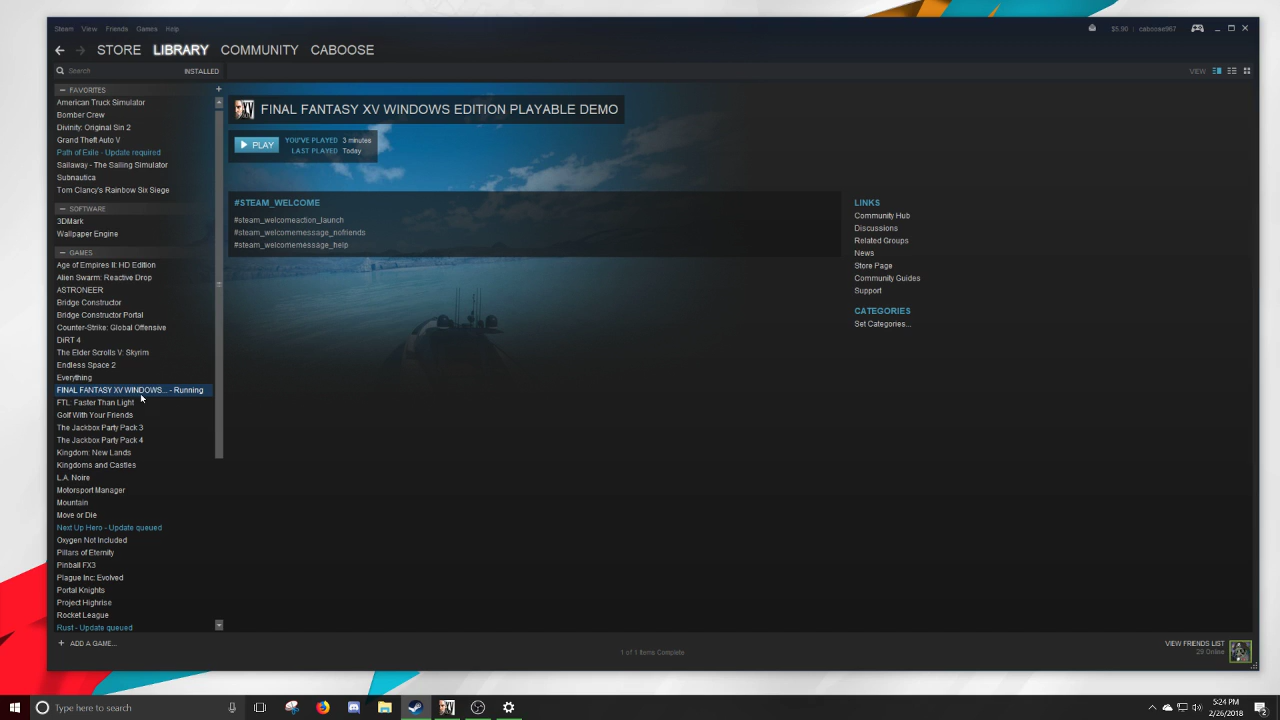 Steam View Friends Games Help
$5.90 caboose967
STORE LIBRARY COMMUNITY CABOOSE
Search INSTALLED
VIEW
— FAVORITES +
American Truck Simulator
Bomber Crew
Divinity: Original Sin 2
Grand Theft Auto V
Path of Exile - Update required
Sailaway - The Sailing Simulator
Subnautica
Tom Clancy's Rainbow Six Siege
— SOFTWARE
3DMark
Wallpaper Engine
— GAMES
Age of Empires II: HD Edition
Alien Swarm: Reactive Drop
ASTRONEER
Bridge Constructor
Bridge Constructor Portal
Counter-Strike: Global Offensive
DiRT 4
The Elder Scrolls V: Skyrim
Endless Space 2
Everything
FINAL FANTASY XV WINDOWS... - Running
FTL: Faster Than Light
Golf With Your Friends
The Jackbox Party Pack 3
The Jackbox Party Pack 4
Kingdom: New Lands
Kingdoms and Castles
L.A. Noire
Motorsport Manager
Mountain
Move or Die
Next Up Hero - Update queued
Oxygen Not Included
Pillars of Eternity
Pinball FX3
Plague Inc: Evolved
Portal Knights
Project Highrise
Rocket League
Rust - Update queued
+ ADD A GAME...
FINAL FANTASY XV WINDOWS EDITION PLAYABLE DEMO
PLAY
YOU'VE PLAYED 3 minutes
LAST PLAYED Today
#STEAM_WELCOME
#steam_welcomeaction_launch
#steam_welcomemessage_nofriends
#steam_welcomemessage_help
LINKS
Community Hub
Discussions
Related Groups
News
Store Page
Community Guides
Support
CATEGORIES
Set Categories...
1 of 1 Items Complete
VIEW FRIENDS LIST
29 Online
Type here to search
5:24 PM
2/26/2018
2